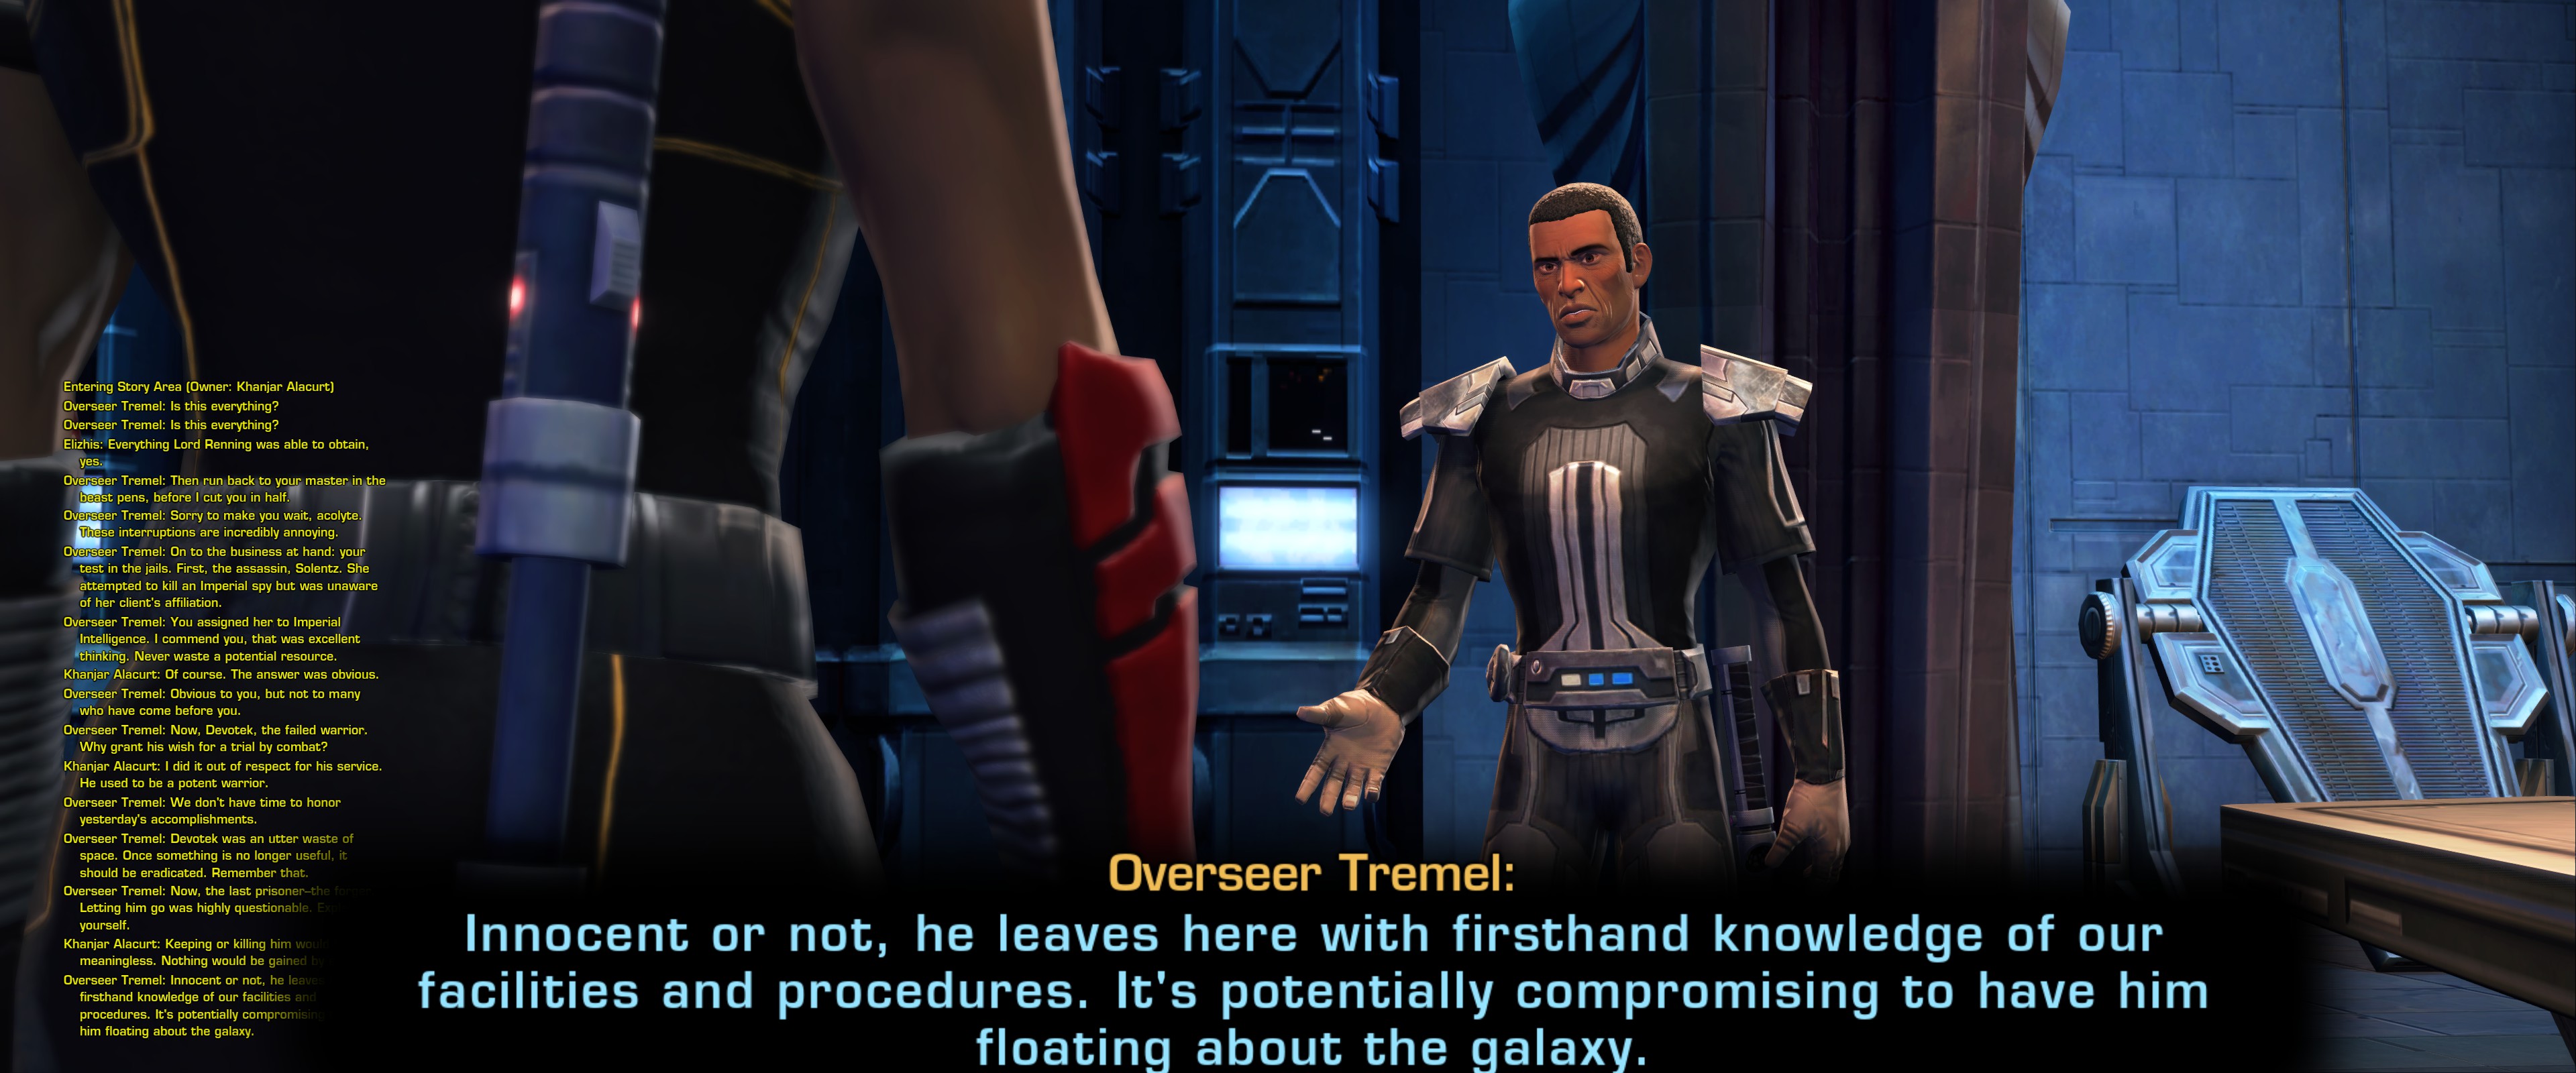 Entering Story Area (Owner: Khanjar Alacurt)
Overseer Tremel: Is this everything?
Overseer Tremel: Is this everything?
Elizhis: Everything Lord Renning was able to obtain,
yes.
Overseer Tremel: Then run back to your master in the
beast pens, before I cut you in half.
Overseer Tremel: Sorry to make you wait, acolyte.
These interruptions are incredibly annoying.
Overseer Tremel: On to the business at hand: your
test in the jails. First, the assassin, Solentz. She
attempted to kill an Imperial spy but was unaware
of her client's affiliation.
Overseer Tremel: You assigned her to Imperial
Intelligence. I commend you, that was excellent
thinking. Never waste a potential resource.
Khanjar Alacurt: Of course. The answer was obvious.
Overseer Tremel: Obvious to you, but not to many
who have come before you.
Overseer Tremel: Now, Devotek, the failed warrior.
Why grant his wish for a trial by combat?
Khanjar Alacurt: I did it out of respect for his service.
He used to be a potent warrior.
Overseer Tremel: We don't have time to honor
yesterday's accomplishments.
Overseer Tremel: Devotek was an utter waste of
space. Once something is no longer useful, it
should be eradicated. Remember that.
Overseer Tremel: Now, the last prisoner–the
Letting him go was highly questionable.
yourself.
Khanjar Alacurt: Keeping or killing him would
meaningless. Nothing would be gained
Overseer Tremel: Innocent or not, he leaves
firsthand knowledge of our facilities and
procedures. It's potentially compromising
him floating about the galaxy.
Overseer Tremel:
Innocent or not, he leaves here with firsthand knowledge of our
facilities and procedures. It's potentially compromising to have him
floating about the galaxy.